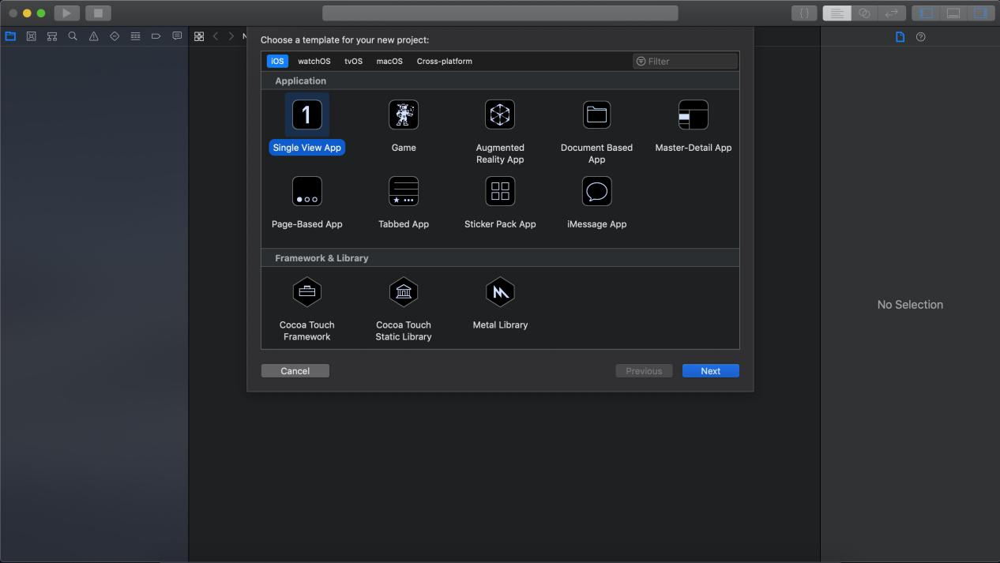 N
Choose a template for your new project:
iOS watchOS tvOS macOS Cross-platform Filter
Application
1
Single View App Game Augmented Reality App Document Based App Master-Detail App
Page-Based App Tabbed App Sticker Pack App iMessage App
Framework & Library
Cocoa Touch Framework Cocoa Touch Static Library Metal Library
No Selection
Cancel Previous Next